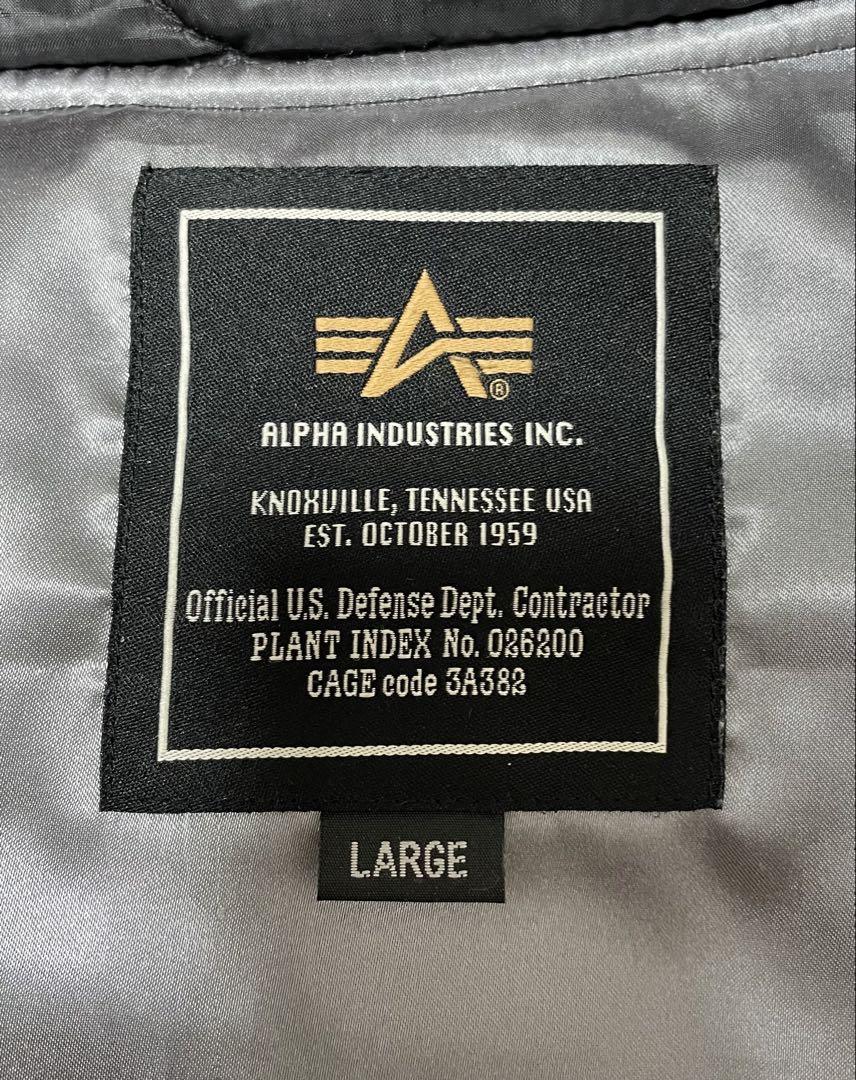 ®
ALPHA INDUSTRIES INC.
KNOXVILLE, TENNESSEE USA
EST. OCTOBER 1959
Official U.S. Defense Dept. Contractor
PLANT INDEX No. 026200
CAGE code 3A382
LARGE